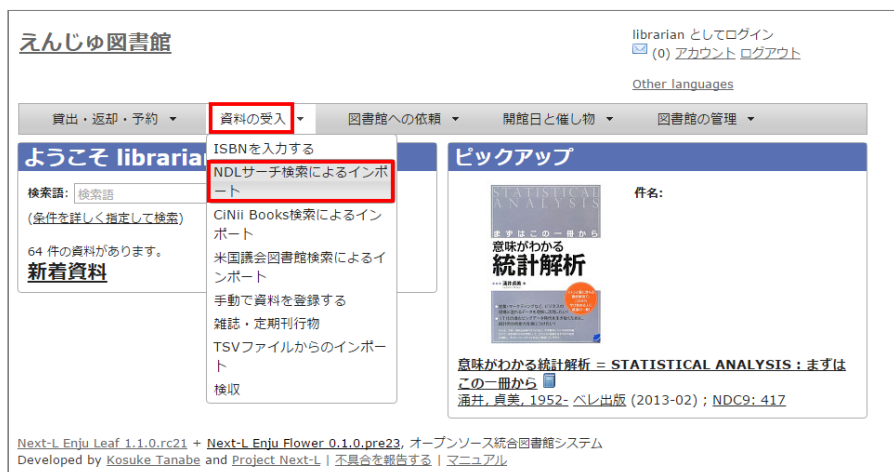 えんじゅ図書館
librarian としてログイン
(0) アカウント ログアウト
Other languages
貸出・返却・予約 ▼ 資料の受入 ▼ 図書館への依頼 ▼ 開館日と催し物 ▼ 図書館の管理 ▼
ようこそ libraria
検索語: 検索語
(条件を詳しく指定して検索)
64 件の資料があります。
新着資料
ISBNを入力する
NDLサーチ検索によるインポ
ート
CiNii Books検索によるイン
ポート
米国議会図書館検索によるイ
ンポート
手動で資料を登録する
雑誌・定期刊行物
TSVファイルからのインポー
ト
検収
ピックアップ
件名:
STATISTICAL
ANALYSIS
まずはこの一冊から
意味がわかる
統計解析
意味がわかる統計解析 = STATISTICAL ANALYSIS : まずは
この一冊から
涌井, 貞美, 1952- ベレ出版 (2013-02) ; NDC9: 417
Next-L Enju Leaf 1.1.0.rc21 + Next-L Enju Flower 0.1.0.pre23, オープンソース統合図書館システム
Developed by Kosuke Tanabe and Project Next-L | 不具合を報告する | マニュアル